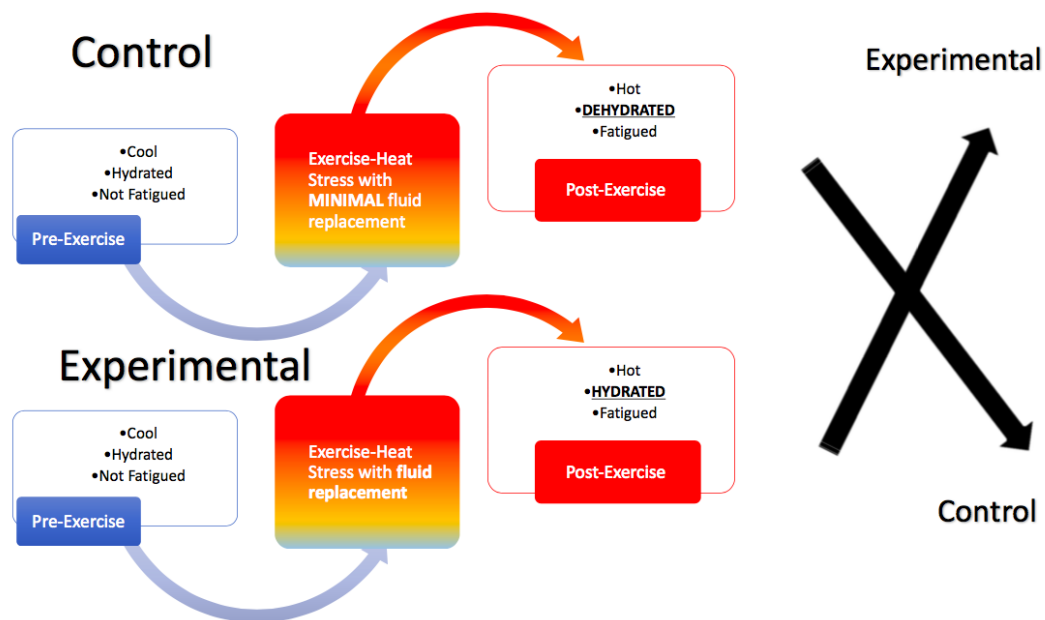 Control
•Cool
•Hydrated
•Not Fatigued
Pre-Exercise
Exercise-Heat
Stress with
MINIMAL fluid
replacement
•Hot
•DEHYDRATED
•Fatigued
Post-Exercise
Experimental
•Cool
•Hydrated
•Not Fatigued
Pre-Exercise
Exercise-Heat
Stress with fluid
replacement
•Hot
•HYDRATED
•Fatigued
Post-Exercise
Experimental
Control